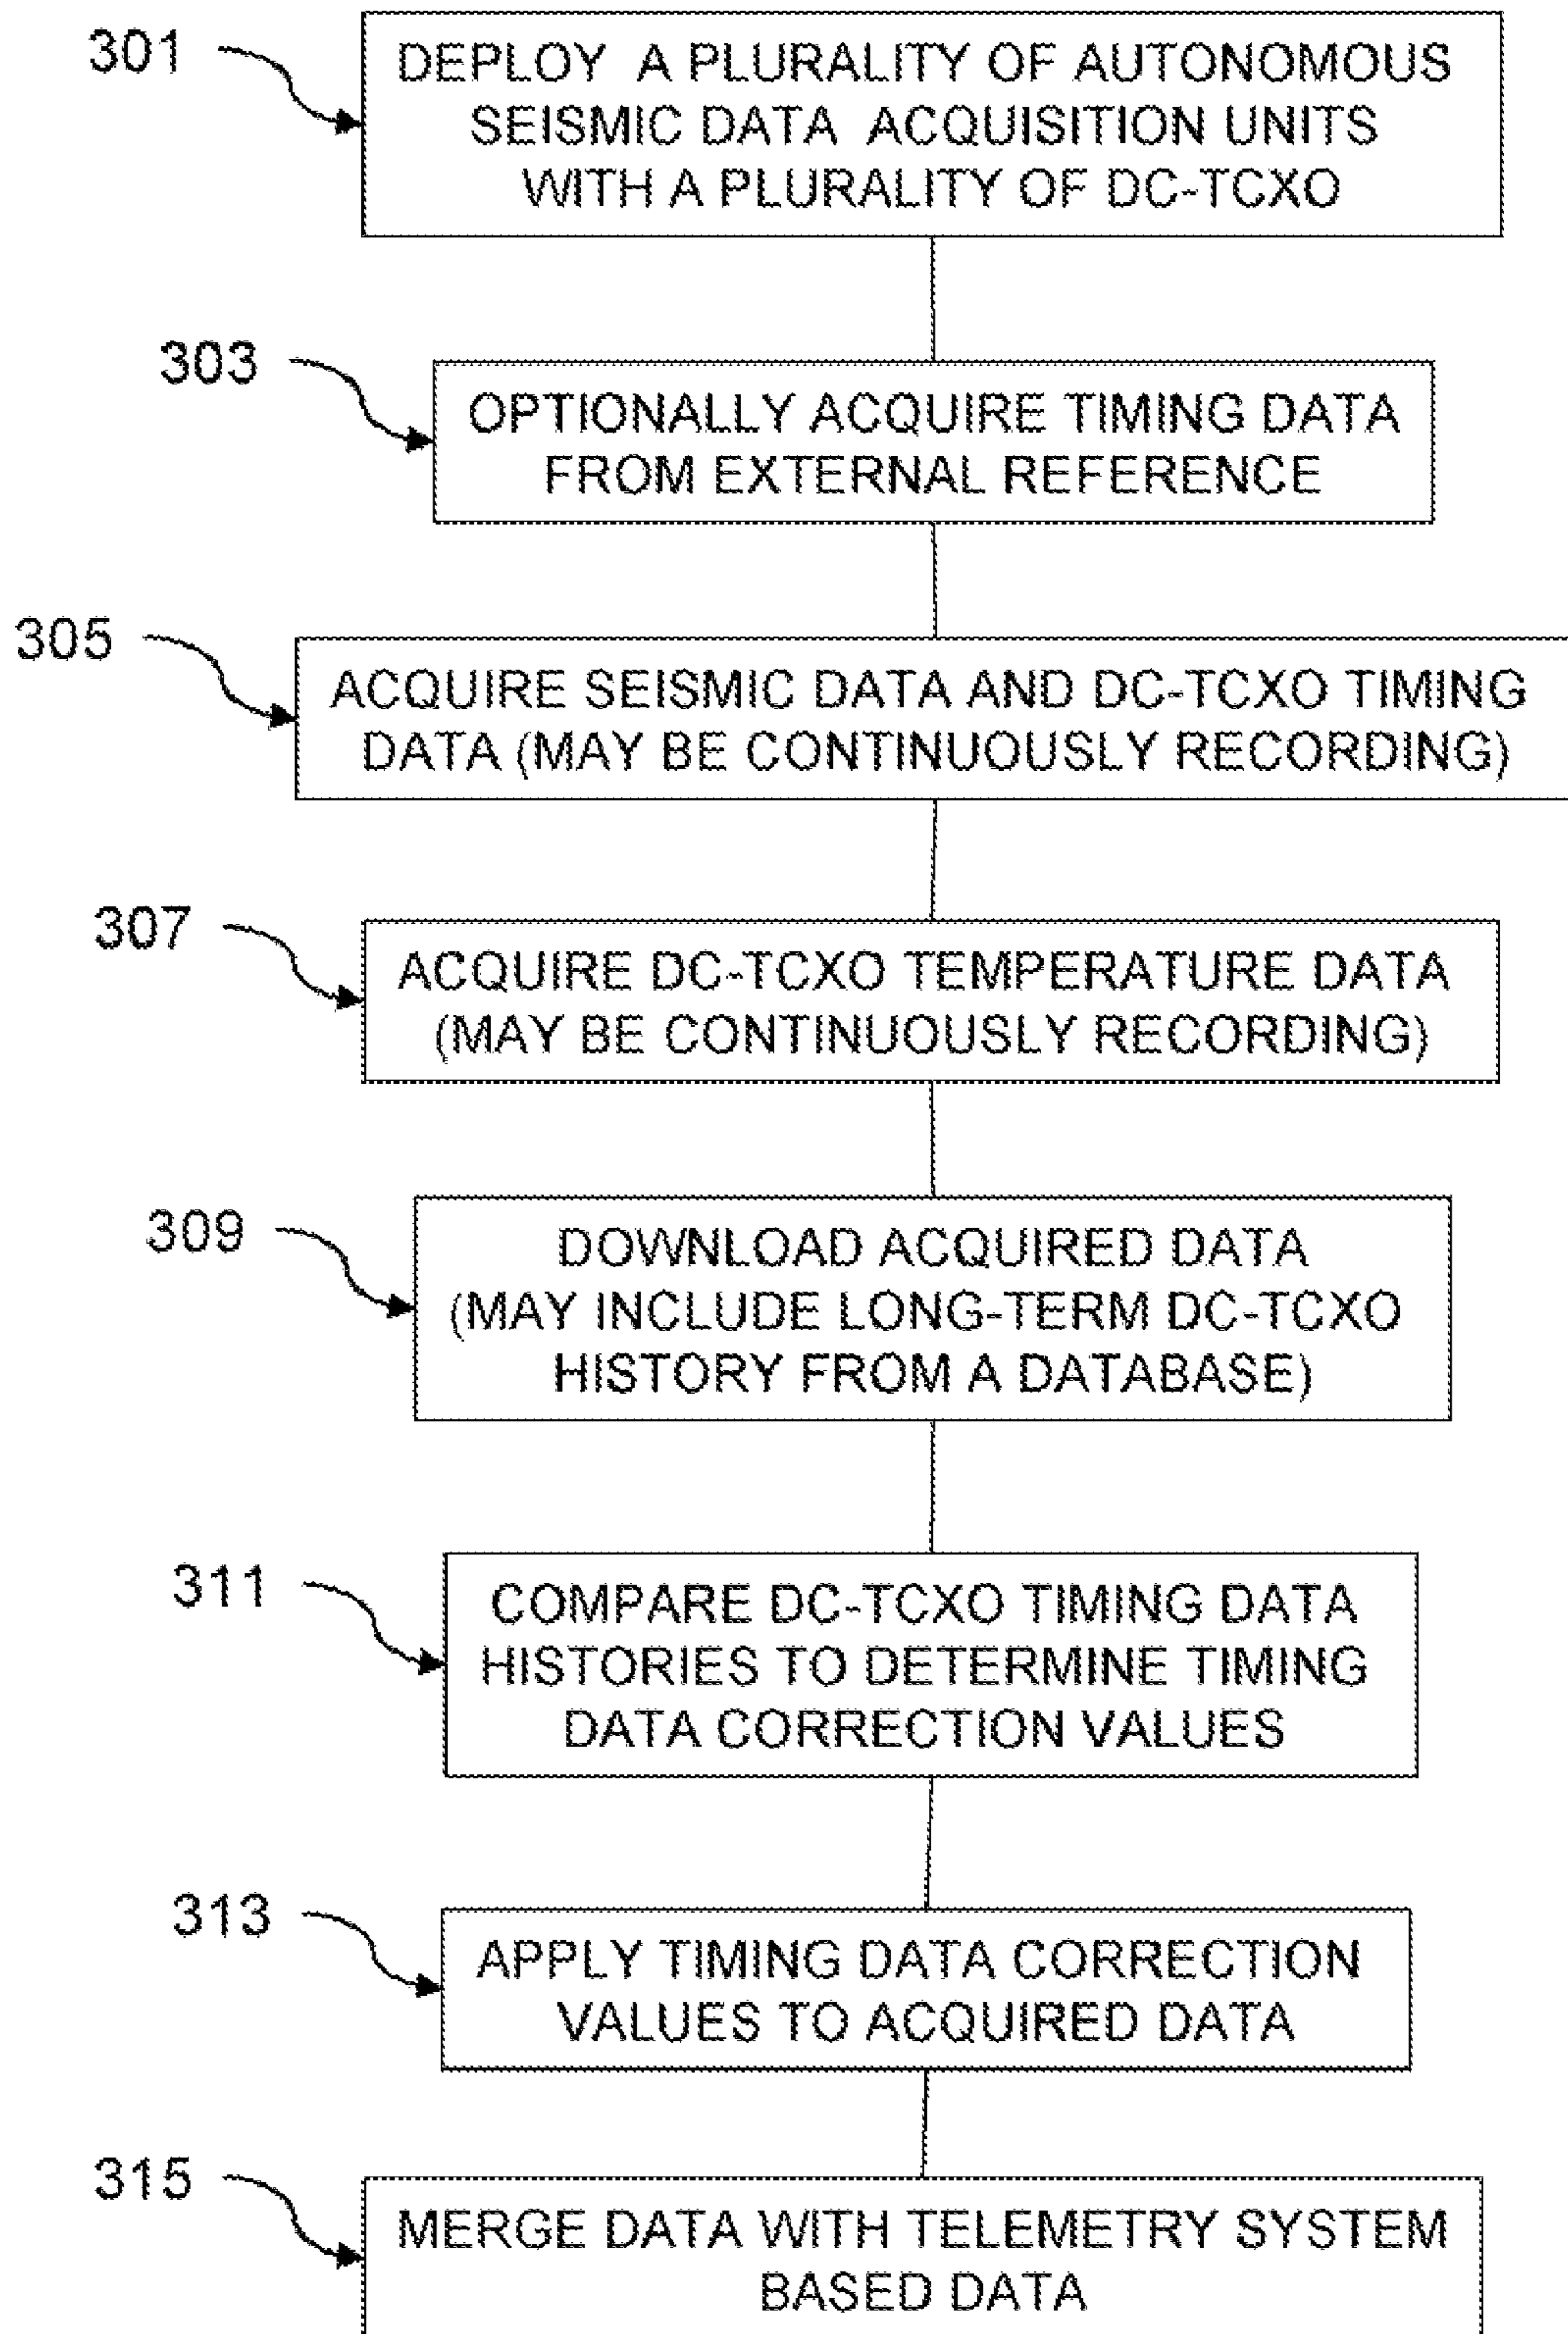 301
DEPLOY A PLURALITY OF AUTONOMOUS
SEISMIC DATA ACQUISITION UNITS
WITH A PLURALITY OF DC-TCXO
303
OPTIONALLY ACQUIRE TIMING DATA
FROM EXTERNAL REFERENCE
305
ACQUIRE SEISMIC DATA AND DC-TCXO TIMING
DATA (MAY BE CONTINUOUSLY RECORDING)
307
ACQUIRE DC-TCXO TEMPERATURE DATA
(MAY BE CONTINUOUSLY RECORDING)
309
DOWNLOAD ACQUIRED DATA
(MAY INCLUDE LONG-TERM DC-TCXO
HISTORY FROM A DATABASE)
311
COMPARE DC-TCXO TIMING DATA
HISTORIES TO DETERMINE TIMING
DATA CORRECTION VALUES
313
APPLY TIMING DATA CORRECTION
VALUES TO ACQUIRED DATA
315
MERGE DATA WITH TELEMETRY SYSTEM
BASED DATA